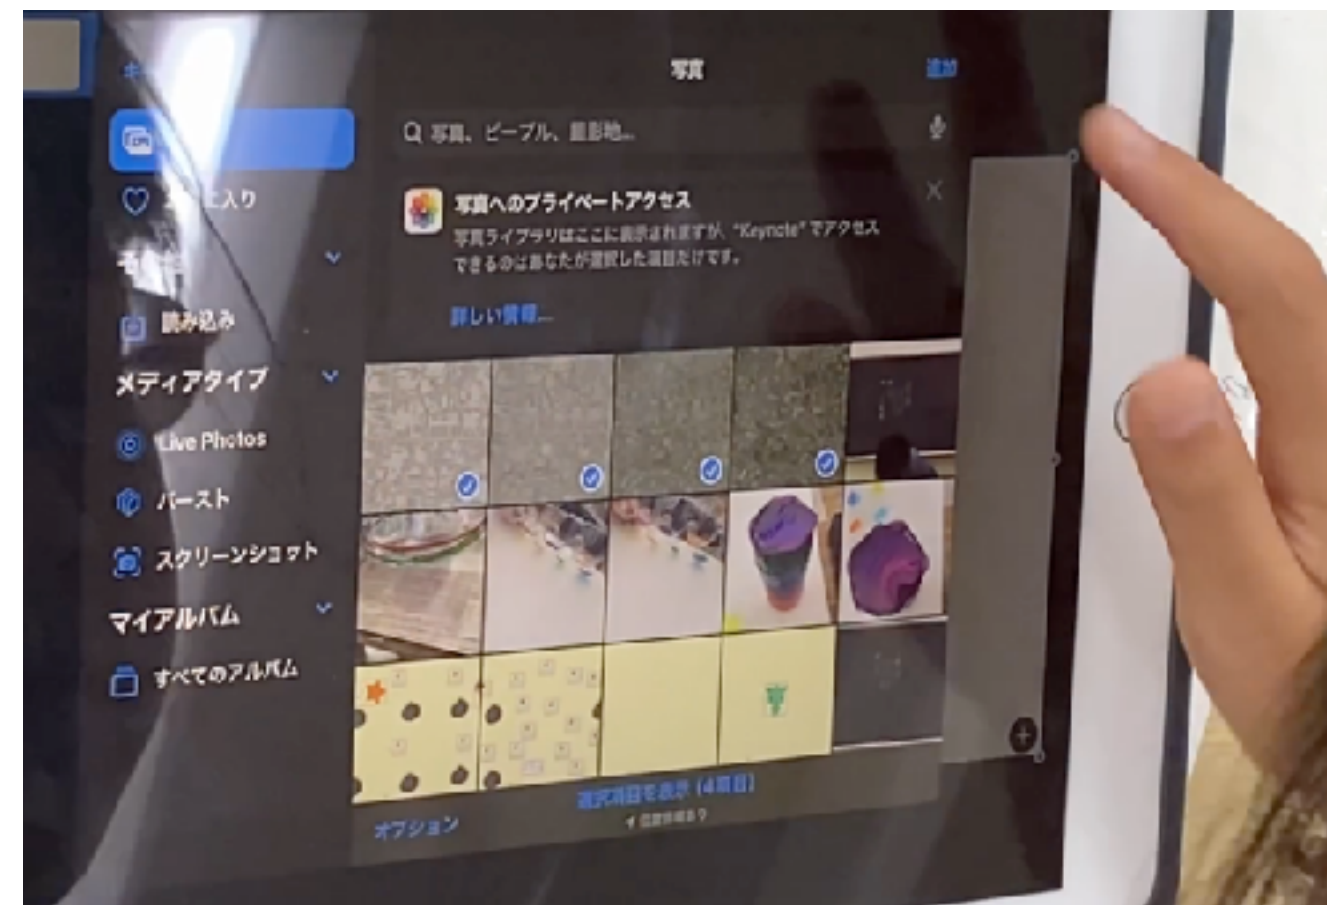 写真
追加
写真、ピープル、撮影地...
に入り
写真へのプライベートアクセス
写真ライブラリはここに表示されますが、“Keynote”でアクセス
できるのはあなたが選択した項目だけです。
詳しい情報...
読み込み
メディアタイプ
Live Photos
バースト
スクリーンショット
マイアルバム
すべてのアルバム
選択項目を表示 (4項目)
オプション